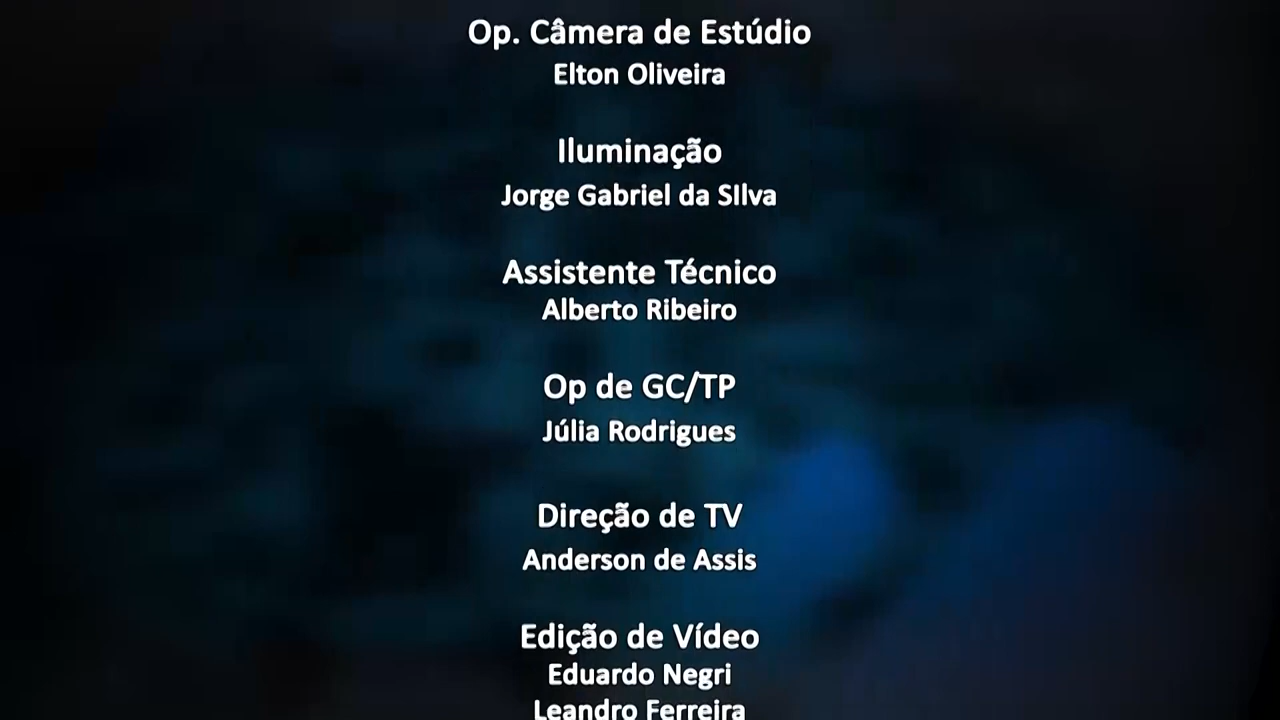 Op. Câmera de Estúdio
Elton Oliveira
Iluminação
Jorge Gabriel da SIlva
Assistente Técnico
Alberto Ribeiro
Op de GC/TP
Júlia Rodrigues
Direção de TV
Anderson de Assis
Edição de Vídeo
Eduardo Negri
Leandro Ferreira